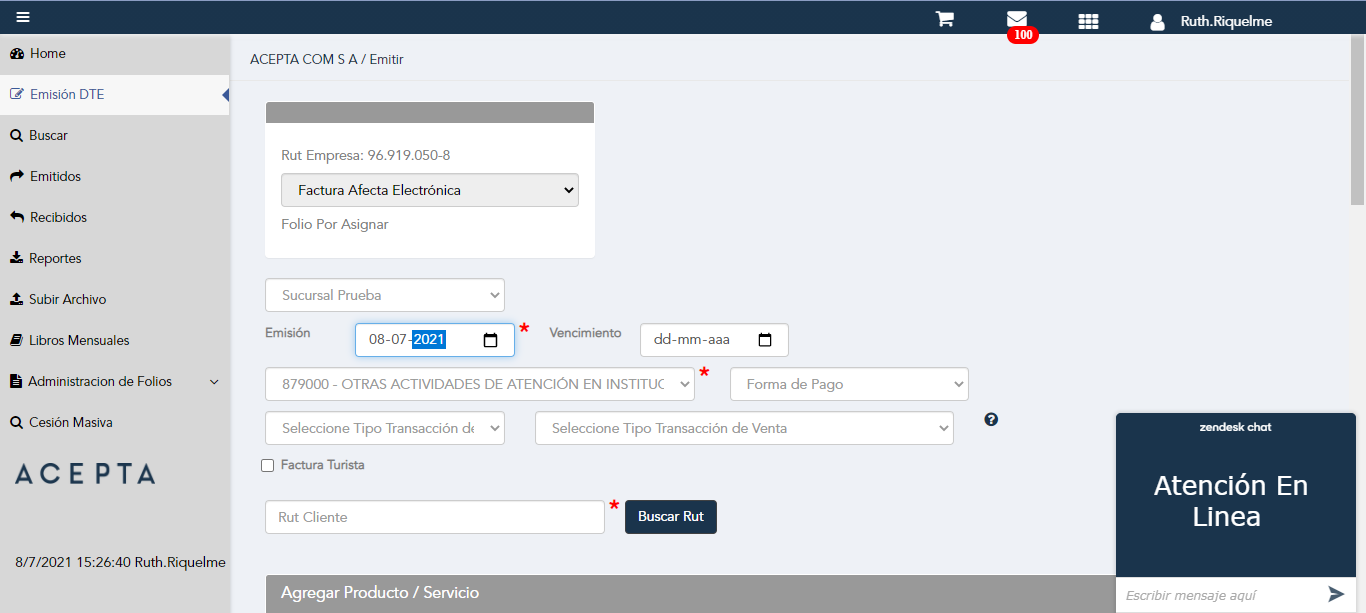 100
Ruth.Riquelme
Home
Emisión DTE
Buscar
Emitidos
Recibidos
Reportes
Subir Archivo
Libros Mensuales
Administracion de Folios
Cesión Masiva
ACEPTA
8/7/2021 15:26:40 Ruth.Riquelme
ACEPTA COM S A / Emitir
Rut Empresa: 96.919.050-8
Factura Afecta Electrónica
Folio Por Asignar
Sucursal Prueba
Emisión 08-07-2021 * Vencimiento dd-mm-aaa
879000 - OTRAS ACTIVIDADES DE ATENCIÓN EN INSTITUC * Forma de Pago
Seleccione Tipo Transacción de Seleccione Tipo Transacción de Venta ?
Factura Turista
Rut Cliente * Buscar Rut
Agregar Producto / Servicio
zendesk chat
Atención En
Linea
Escribir mensaje aquí